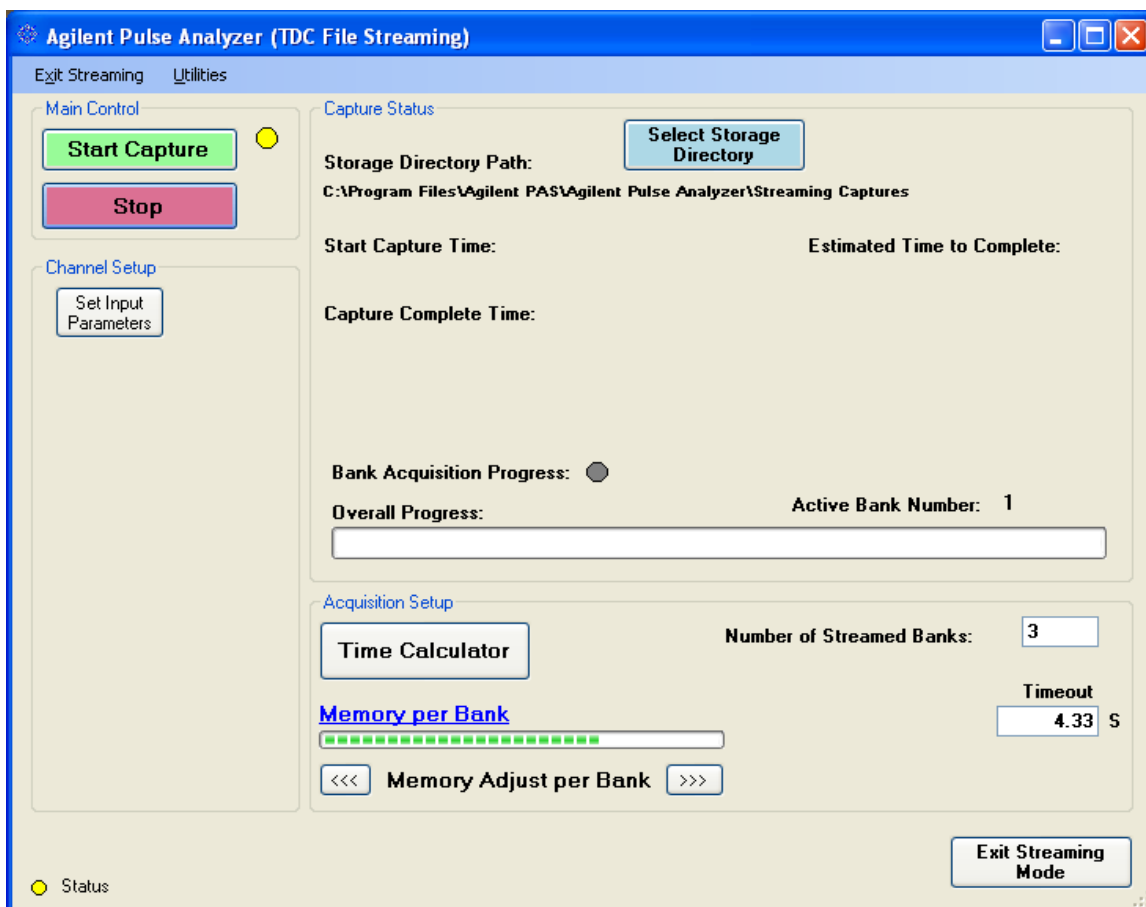 Agilent Pulse Analyzer (TDC File Streaming)
Exit Streaming Utilities
Main Control
Start Capture
Stop
Channel Setup
Set Input
Parameters
Capture Status
Select Storage
Directory
Storage Directory Path:
C:\Program Files\Agilent PAS\Agilent Pulse Analyzer\Streaming Captures
Start Capture Time:
Estimated Time to Complete:
Capture Complete Time:
Bank Acquisition Progress:
Active Bank Number: 1
Overall Progress:
Acquisition Setup
Time Calculator
Number of Streamed Banks: 3
Timeout
4.33 S
Memory per Bank
<<< Memory Adjust per Bank >>>
Exit Streaming
Mode
Status